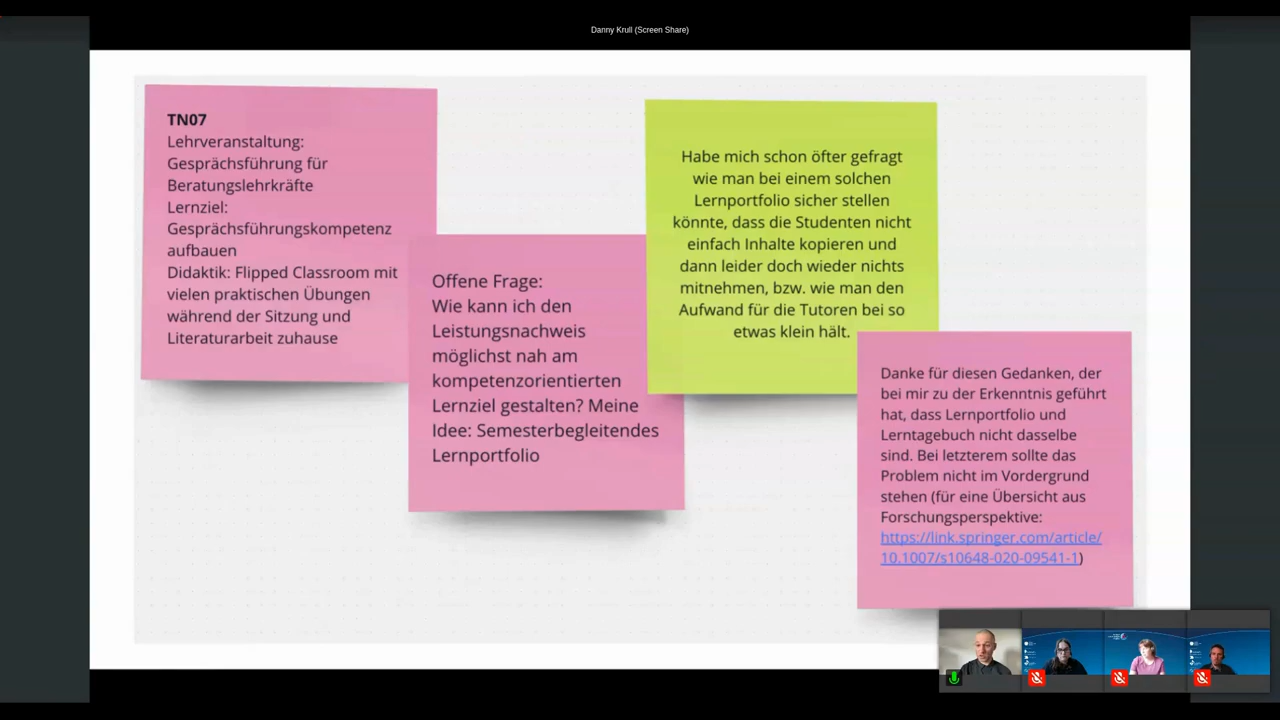 Danny Krull (Screen Share)
TN07
Lehrveranstaltung:
Gesprächsführung für
Beratungslehrkräfte
Lernziel:
Gesprächsführungskompetenz
aufbauen
Didaktik: Flipped Classroom mit
vielen praktischen Übungen
während der Sitzung und
Literaturarbeit zuhause
Offene Frage:
Wie kann ich den
Leistungsnachweis
möglichst nah am
kompetenzorientierten
Lernziel gestalten? Meine
Idee: Semesterbegleitendes
Lernportfolio
Habe mich schon öfter gefragt
wie man bei einem solchen
Lernportfolio sicher stellen
könnte, dass die Studenten nicht
einfach Inhalte kopieren und
dann leider doch wieder nichts
mitnehmen, bzw. wie man den
Aufwand für die Tutoren bei so
etwas klein hält.
Danke für diesen Gedanken, der
bei mir zu der Erkenntnis geführt
hat, dass Lernportfolio und
Lerntagebuch nicht dasselbe
sind. Bei letzterem sollte das
Problem nicht im Vordergrund
stehen (für eine Übersicht aus
Forschungsperspektive:
https://link.springer.com/article/
10.1007/s10648-020-09541-1)